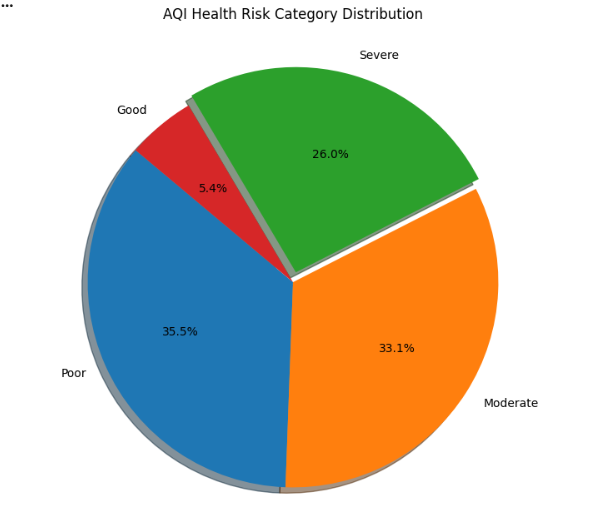 ...
AQI Health Risk Category Distribution
Severe
Good
26.0%
5.4%
35.5%
33.1%
Poor
Moderate